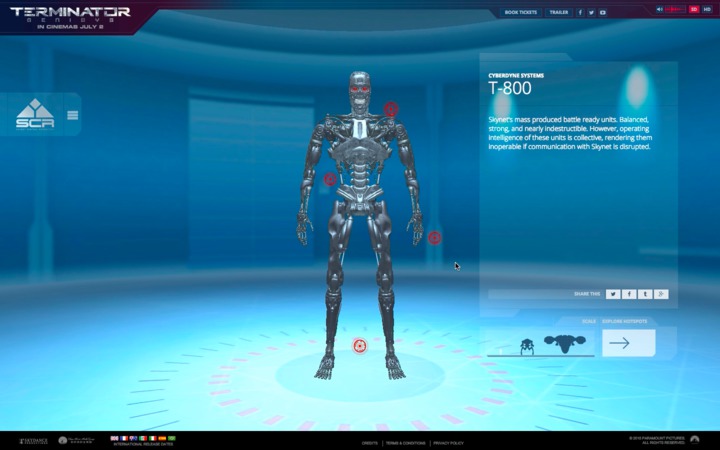 TERMINATOR
GENISYS
IN CINEMAS JULY 2
BOOK TICKETS
TRAILER
SD
HD
SCR
CYBERDYNE SYSTEMS
T-800
Skynet's mass produced battle ready units. Balanced,
strong, and nearly indestructible. However, operating
intelligence of these units is collective, rendering them
inoperable if communication with Skynet is disrupted.
SHARE THIS
SCALE
EXPLORE HOTSPOTS
INTERNATIONAL RELEASE DATES
CREDITS
TERMS & CONDITIONS
PRIVACY POLICY
© 2015 PARAMOUNT PICTURES.
ALL RIGHTS RESERVED.